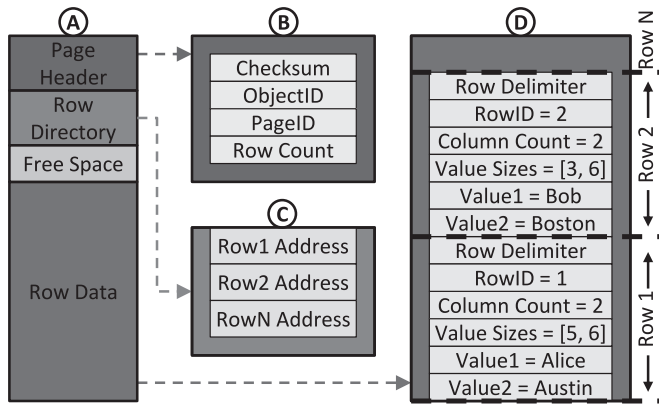 A
Page
Header
Row
Directory
Free Space
Row Data
B
Checksum
ObjectID
PageID
Row Count
C
Row1 Address
Row2 Address
RowN Address
D
Row Delimiter
RowID = 2
Column Count = 2
Value Sizes = [3, 6]
Value1 = Bob
Value2 = Boston
Row Delimiter
RowID = 1
Column Count = 2
Value Sizes = [5, 6]
Value1 = Alice
Value2 = Austin
Row N
Row 2
Row 1